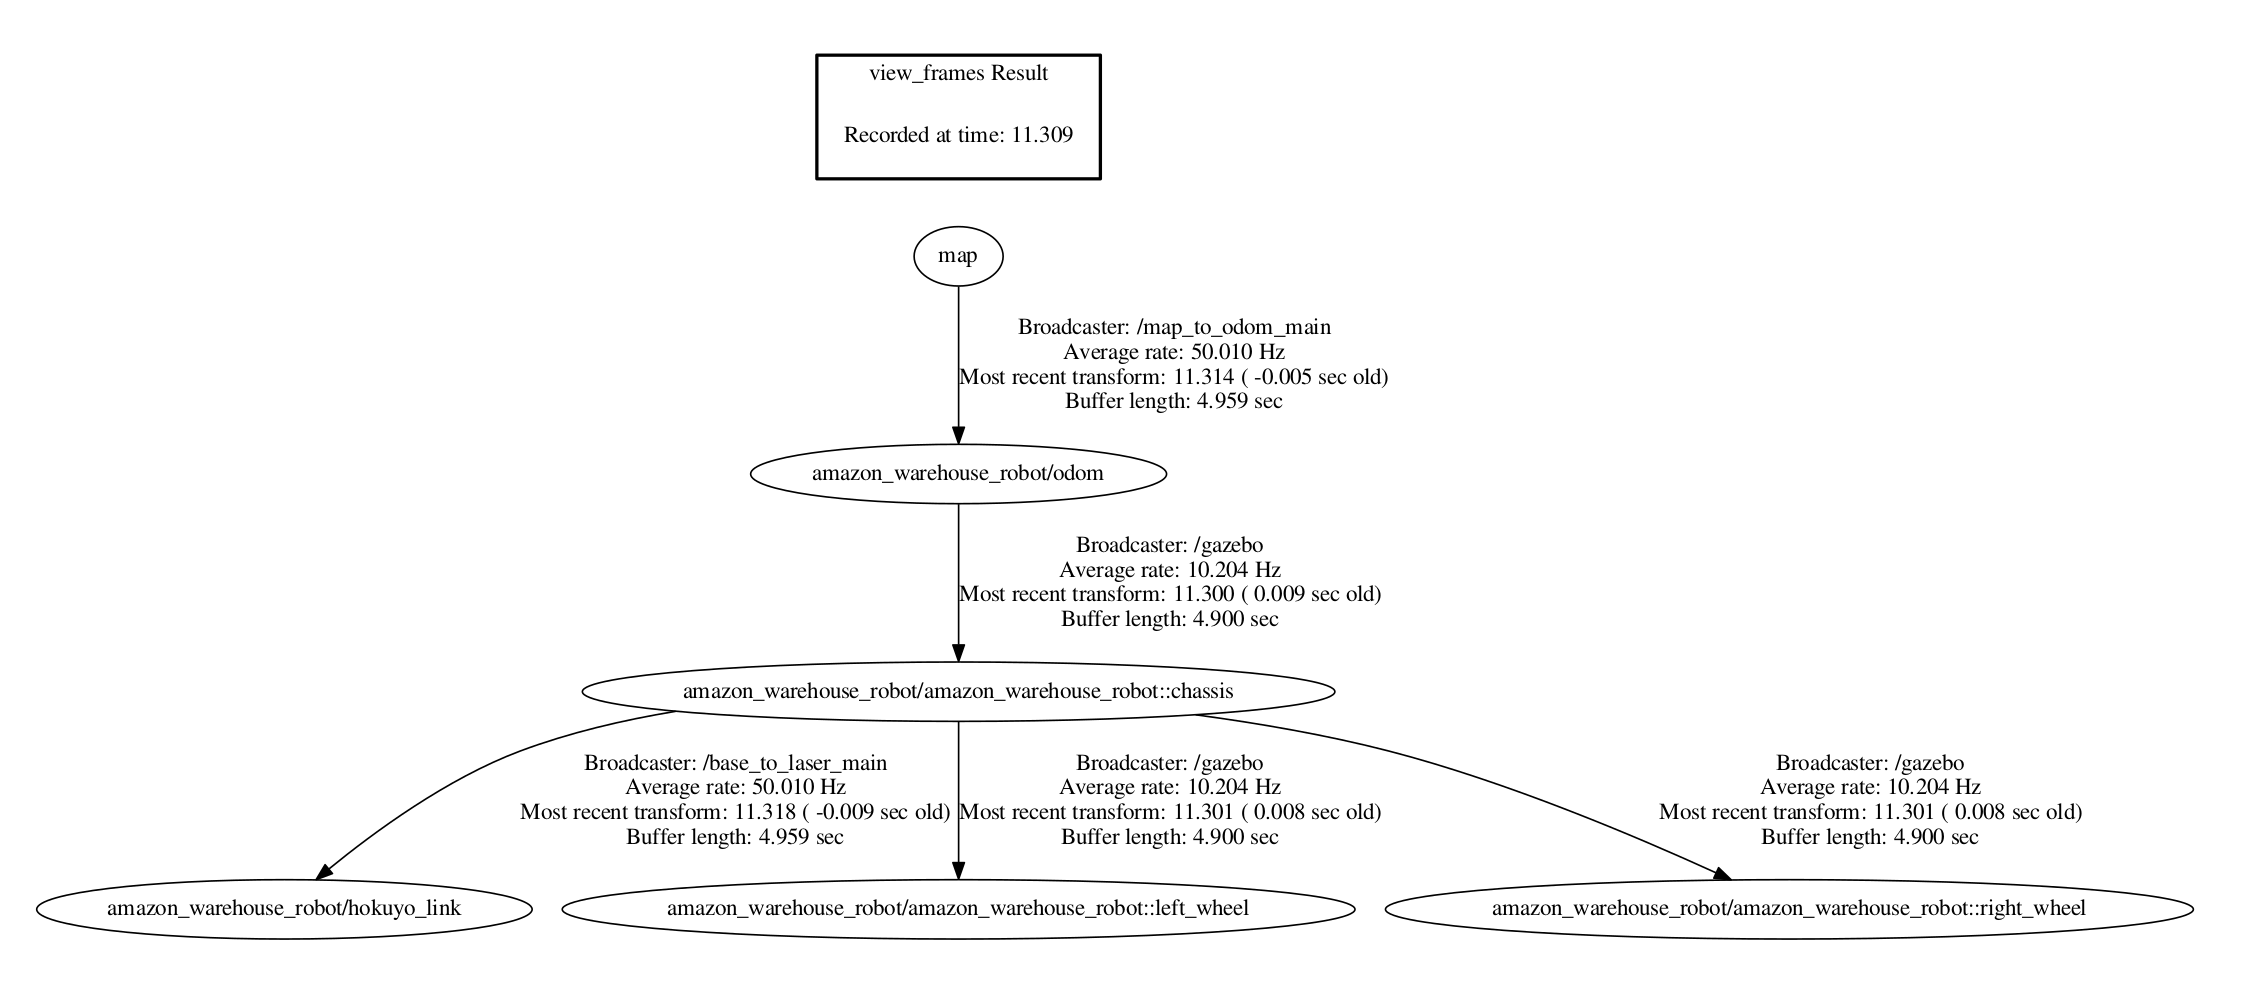 view_frames Result
Recorded at time: 11.309
map
Broadcaster: /map_to_odom_main
Average rate: 50.010 Hz
Most recent transform: 11.314 ( -0.005 sec old)
Buffer length: 4.959 sec
amazon_warehouse_robot/odom
Broadcaster: /gazebo
Average rate: 10.204 Hz
Most recent transform: 11.300 ( 0.009 sec old)
Buffer length: 4.900 sec
amazon_warehouse_robot/amazon_warehouse_robot::chassis
Broadcaster: /base_to_laser_main
Average rate: 50.010 Hz
Most recent transform: 11.318 ( -0.009 sec old)
Buffer length: 4.959 sec
Broadcaster: /gazebo
Average rate: 10.204 Hz
Most recent transform: 11.301 ( 0.008 sec old)
Buffer length: 4.900 sec
Broadcaster: /gazebo
Average rate: 10.204 Hz
Most recent transform: 11.301 ( 0.008 sec old)
Buffer length: 4.900 sec
amazon_warehouse_robot/hokuyo_link
amazon_warehouse_robot/amazon_warehouse_robot::left_wheel
amazon_warehouse_robot/amazon_warehouse_robot::right_wheel